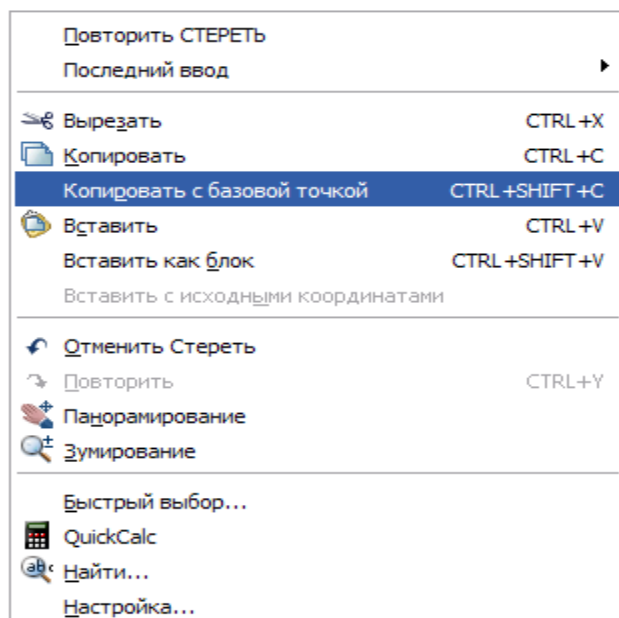 Повторить СТЕРЕТЬ
Последний ввод
Вырезать CTRL+X
Копировать CTRL+C
Копировать с базовой точкой CTRL+SHIFT+C
Вставить CTRL+V
Вставить как блок CTRL+SHIFT+V
Вставить с исходными координатами
Отменить Стереть
Повторить CTRL+Y
Панорамирование
Зумирование
Быстрый выбор...
QuickCalc
Найти...
Настройка...